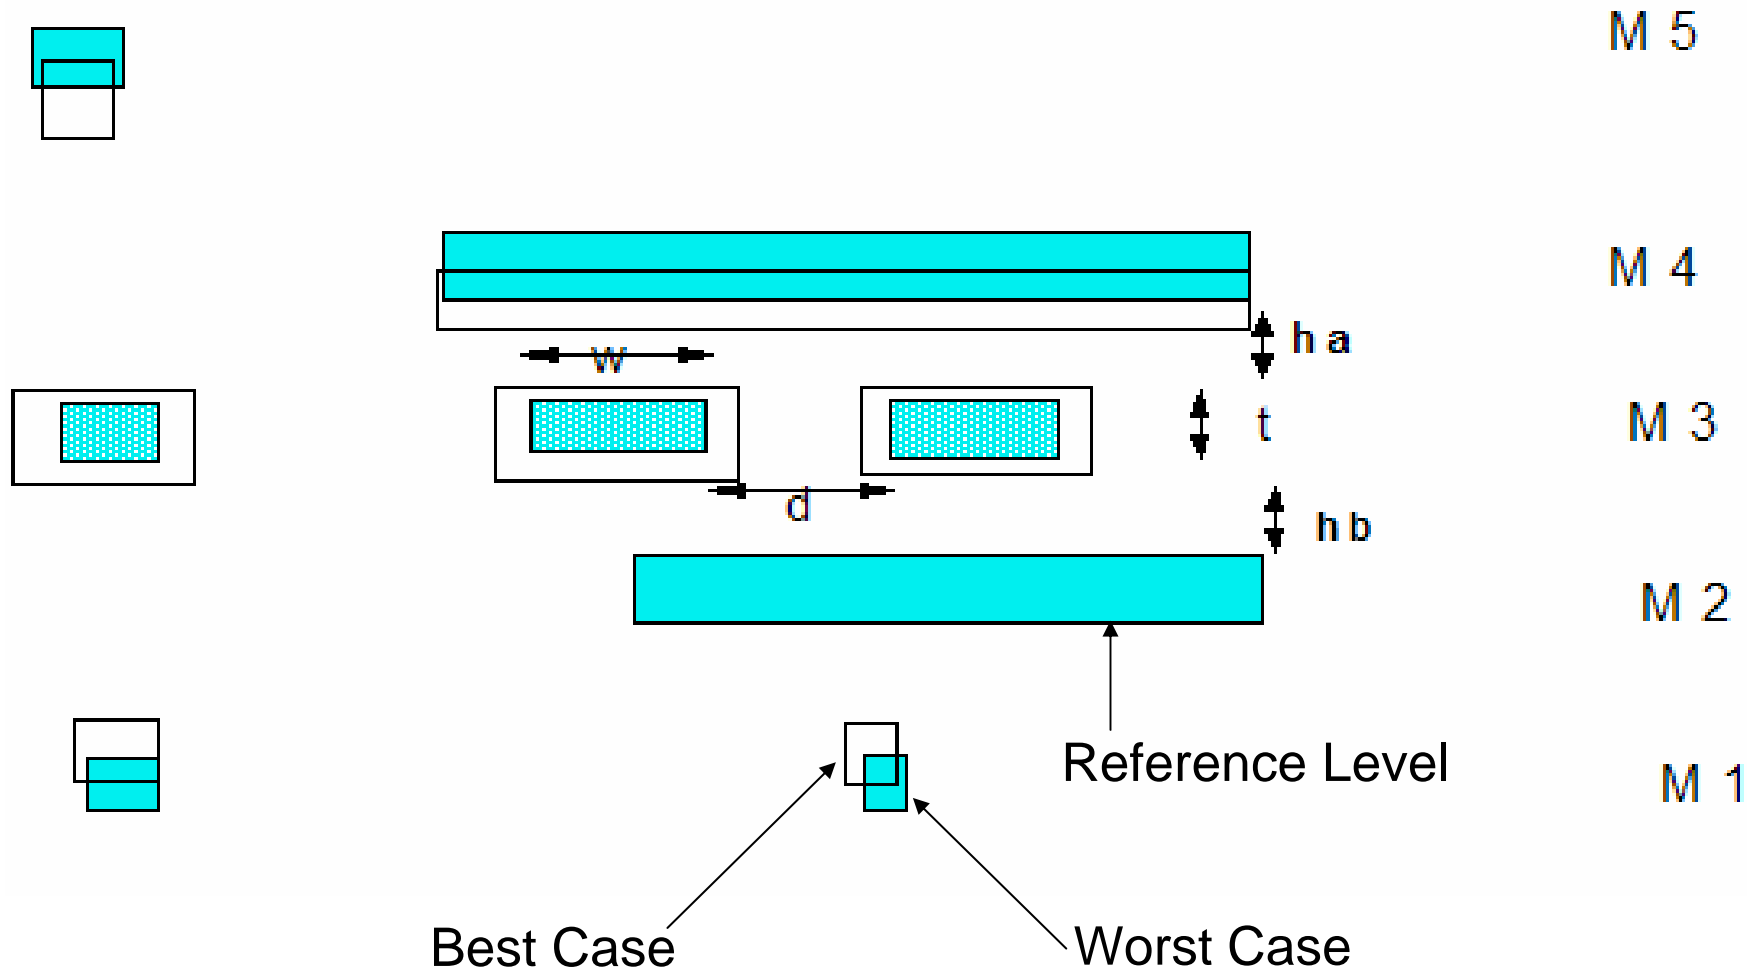 M 5
M 4
h a
w
M 3
t
d
h b
M 2
Reference Level
M 1
Best Case
Worst Case